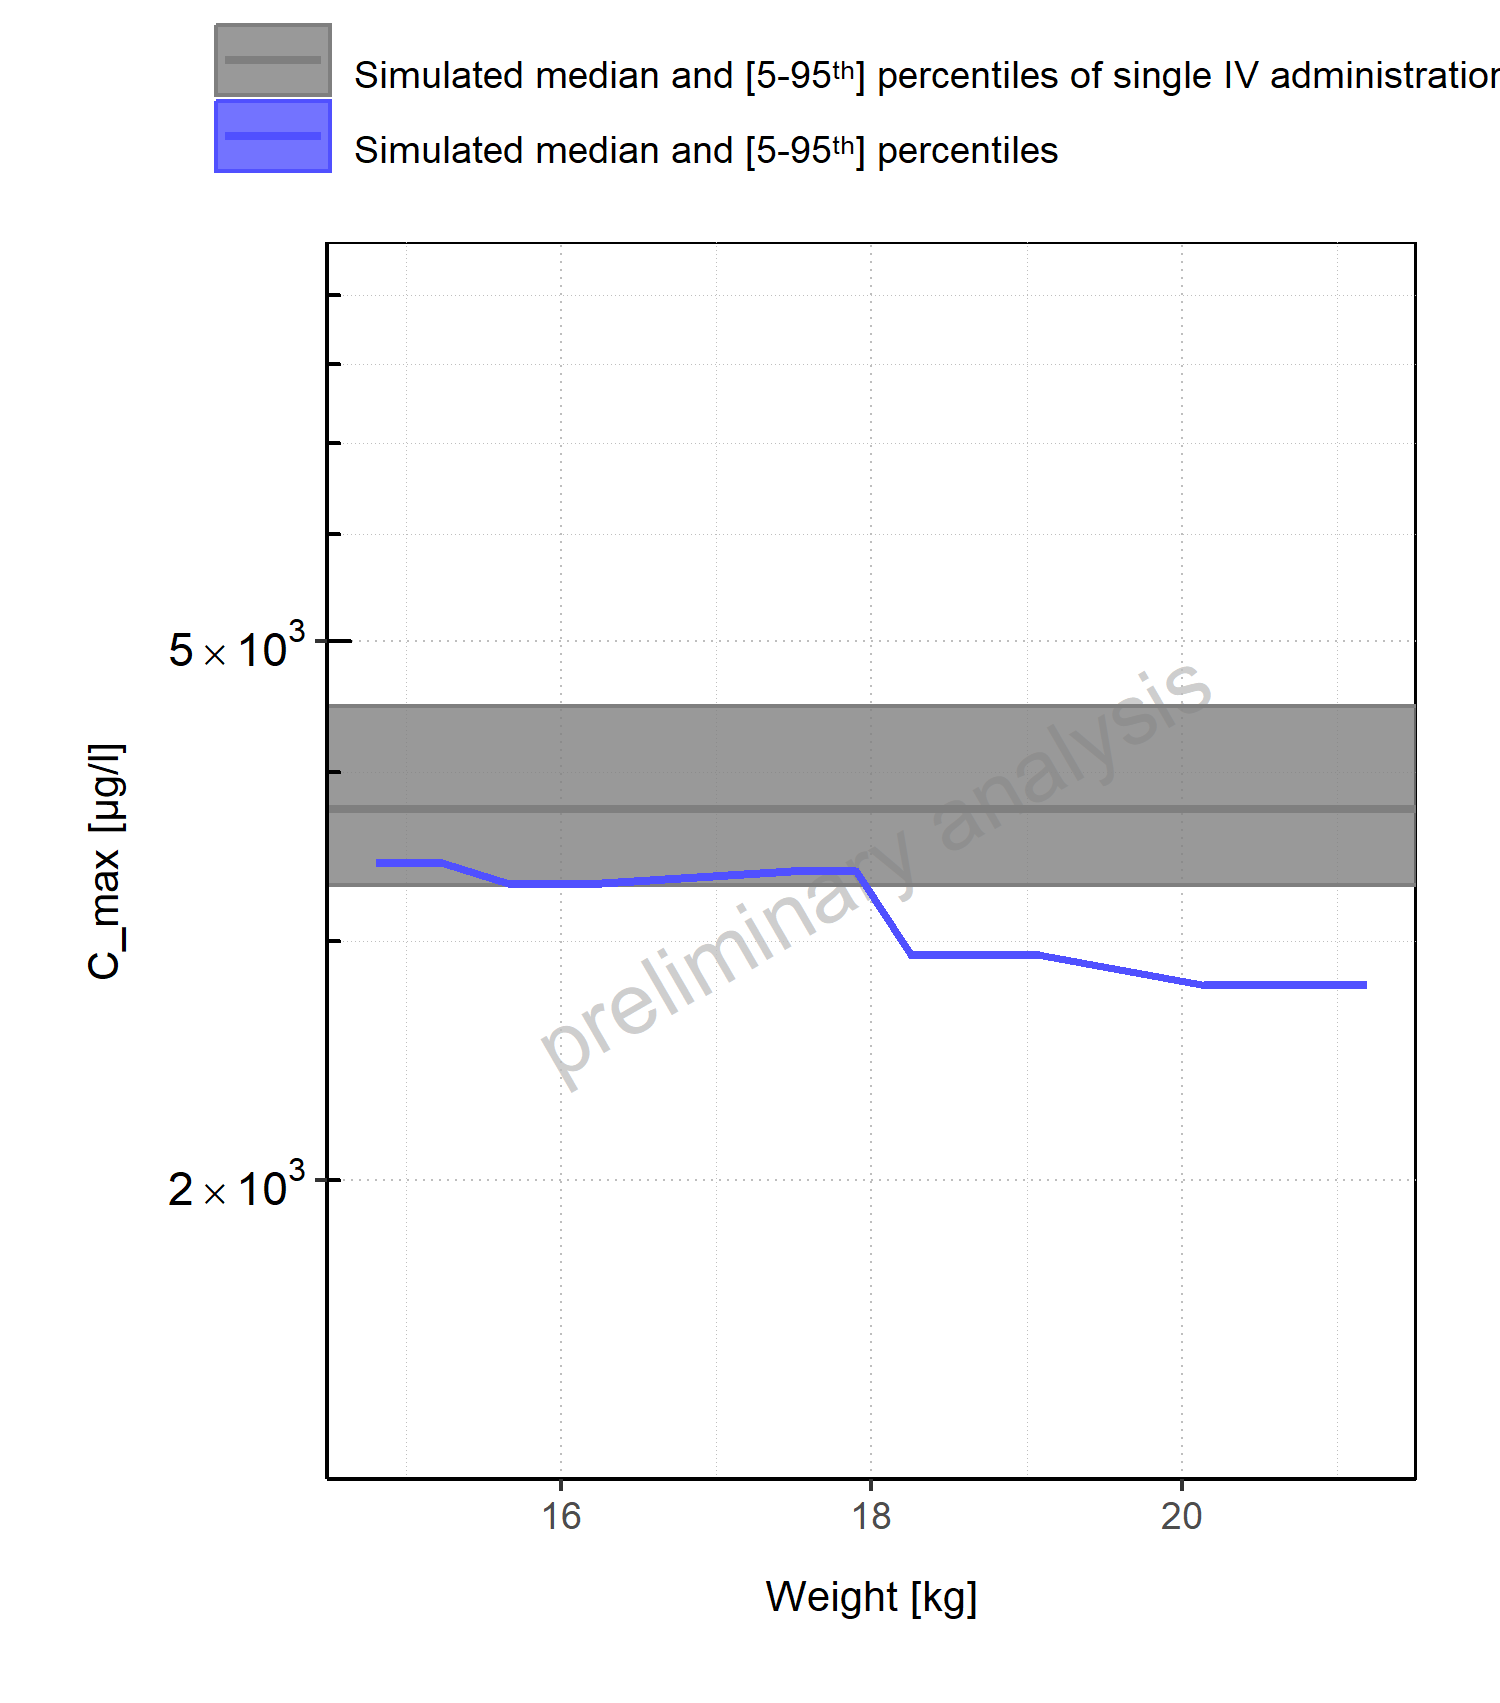 Simulated median and [5-95th] percentiles of single IV administration
Simulated median and [5-95th] percentiles
5 × 10³
2 × 10³
C_max [µg/l]
preliminary analysis
16 18 20
Weight [kg]